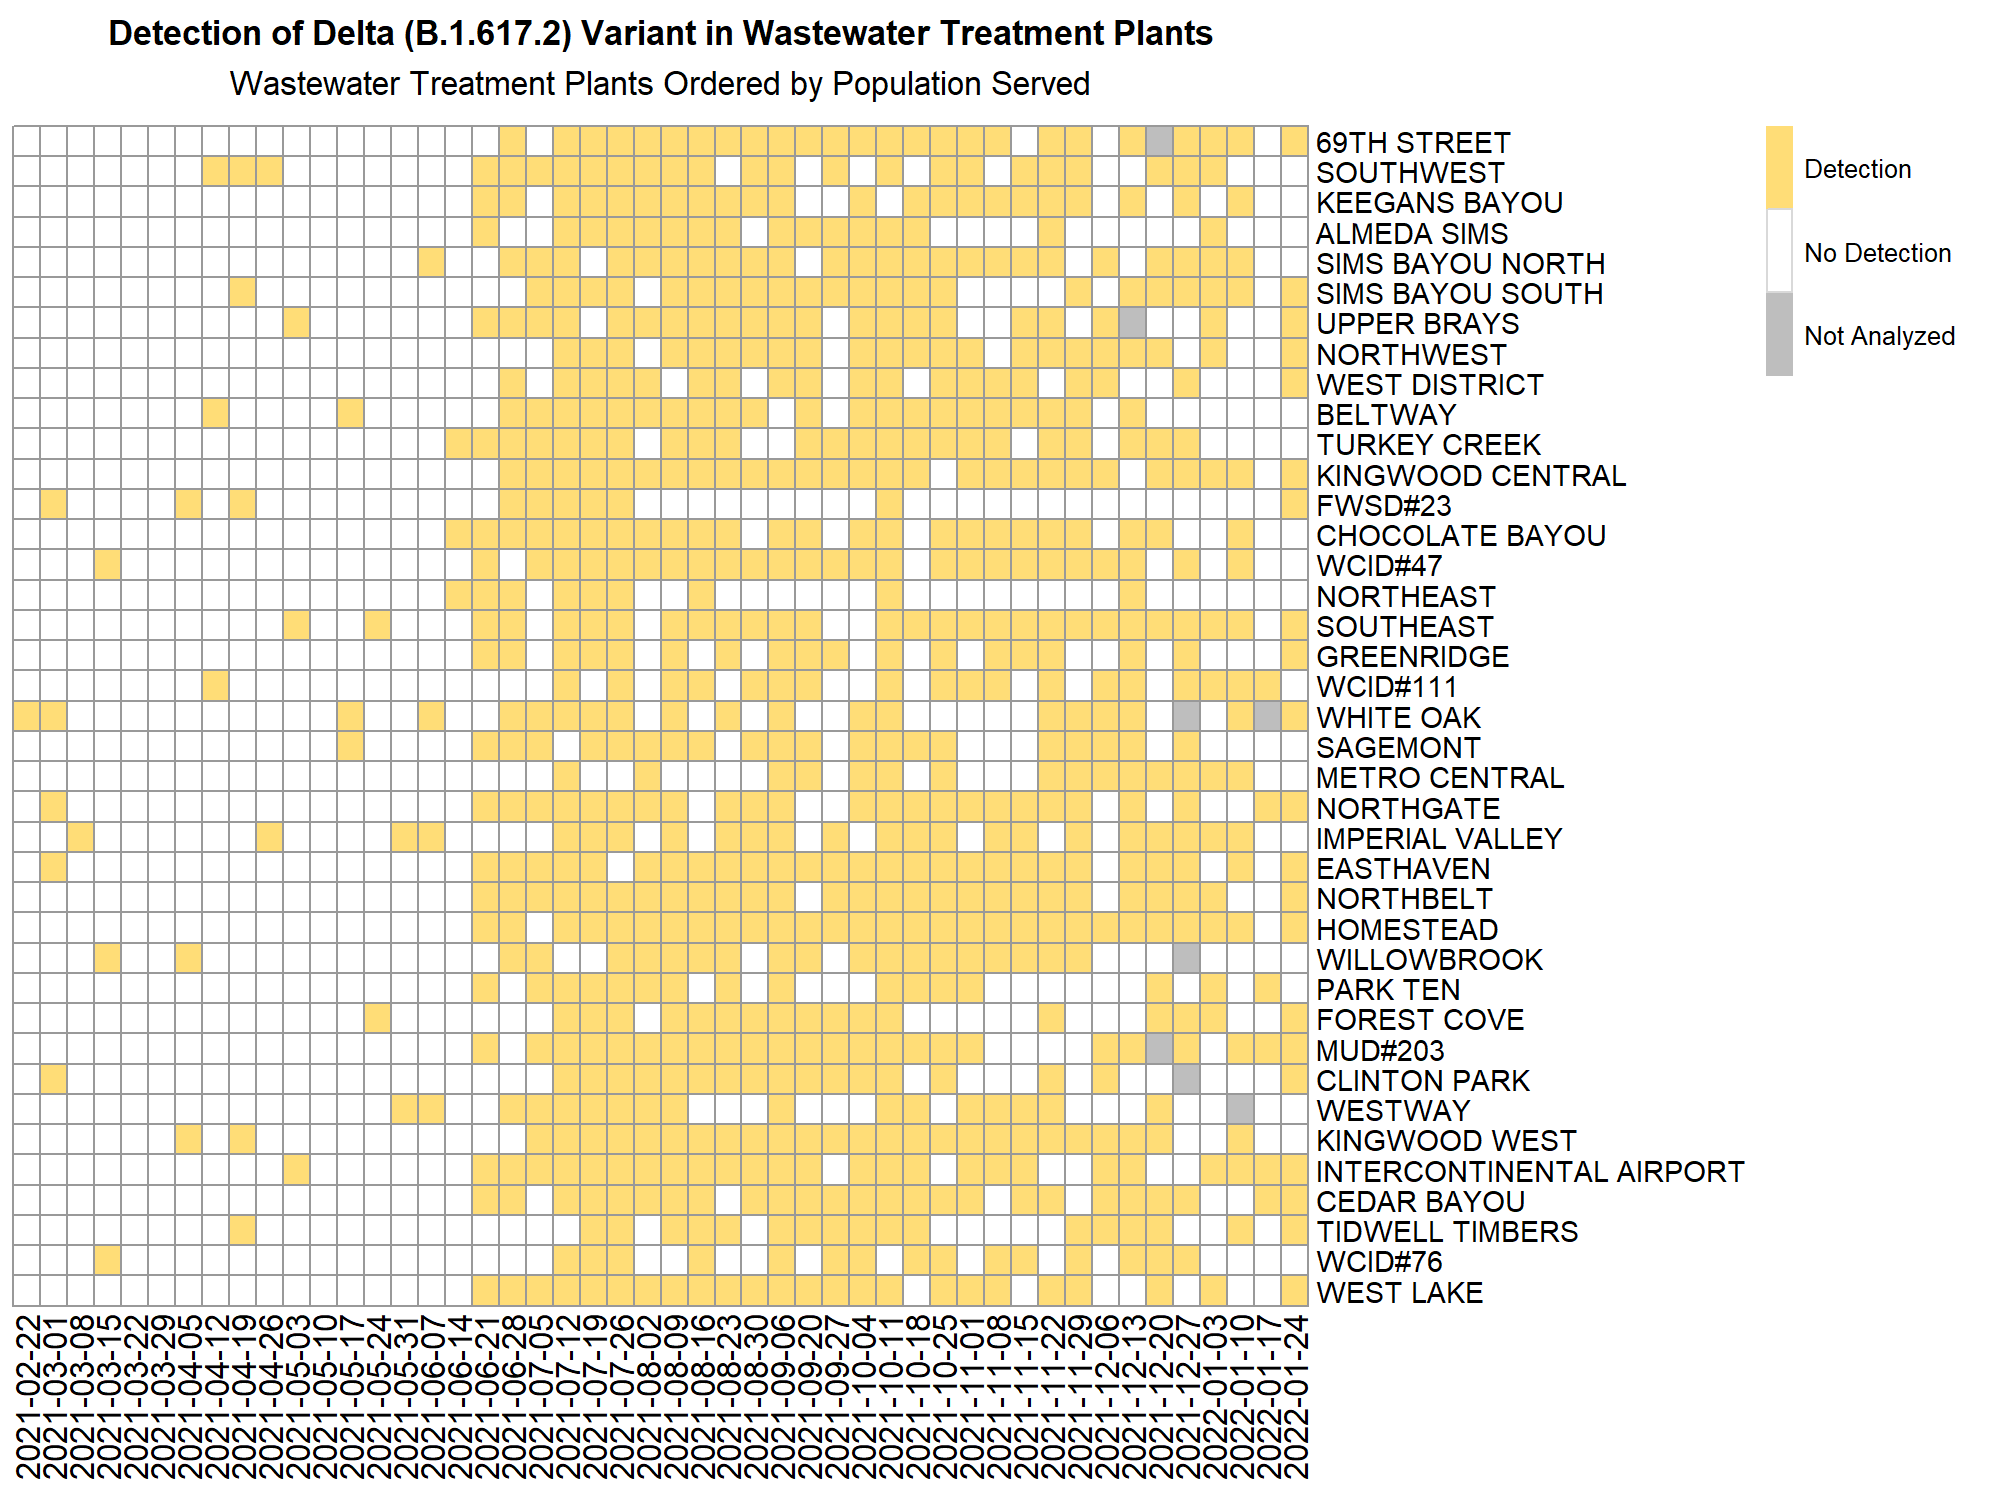 Detection of Delta (B.1.617.2) Variant in Wastewater Treatment Plants
Wastewater Treatment Plants Ordered by Population Served
69TH STREET
SOUTHWEST
KEEGANS BAYOU
ALMEDA SIMS
SIMS BAYOU NORTH
SIMS BAYOU SOUTH
UPPER BRAYS
NORTHWEST
WEST DISTRICT
BELTWAY
TURKEY CREEK
KINGWOOD CENTRAL
FWSD#23
CHOCOLATE BAYOU
WCID#47
NORTHEAST
SOUTHEAST
GREENRIDGE
WCID#111
WHITE OAK
SAGEMONT
METRO CENTRAL
NORTHGATE
IMPERIAL VALLEY
EASTHAVEN
NORTHBELT
HOMESTEAD
WILLOWBROOK
PARK TEN
FOREST COVE
MUD#203
CLINTON PARK
WESTWAY
KINGWOOD WEST
INTERCONTINENTAL AIRPORT
CEDAR BAYOU
TIDWELL TIMBERS
WCID#76
WEST LAKE
Detection
No Detection
Not Analyzed
2021-02-22
2021-03-01
2021-03-08
2021-03-15
2021-03-22
2021-03-29
2021-04-05
2021-04-12
2021-04-19
2021-04-26
2021-05-03
2021-05-10
2021-05-17
2021-05-24
2021-05-31
2021-06-07
2021-06-14
2021-06-21
2021-06-28
2021-07-05
2021-07-12
2021-07-19
2021-07-26
2021-08-02
2021-08-09
2021-08-16
2021-08-23
2021-08-30
2021-09-06
2021-09-20
2021-09-27
2021-10-04
2021-10-11
2021-10-18
2021-10-25
2021-11-01
2021-11-08
2021-11-15
2021-11-22
2021-11-29
2021-12-06
2021-12-13
2021-12-20
2021-12-27
2022-01-03
2022-01-10
2022-01-17
2022-01-24